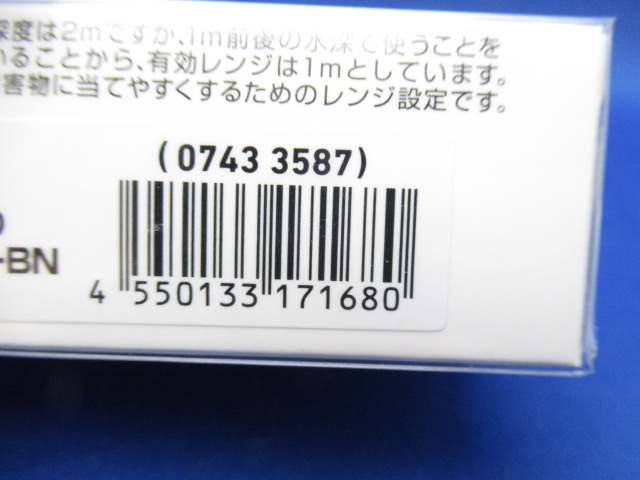 深度は2mですが、1m前後の水深で使うことを
いることから、有効レンジは1mとしています。
害物に当てやすくするためのレンジ設定です。
(0743 3587)
-BN
4 550133 171680